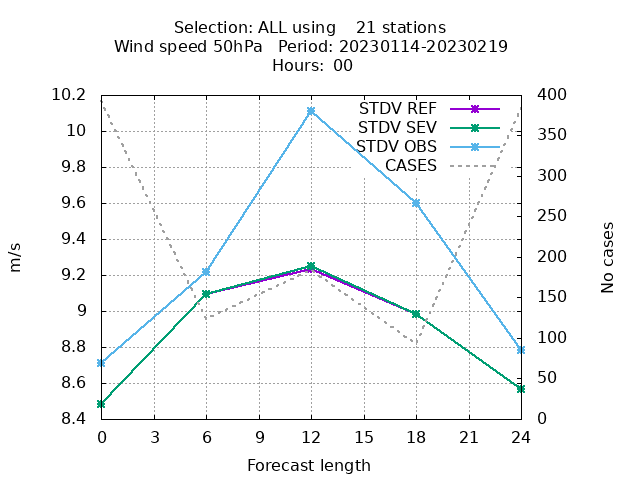 Selection: ALL using    21 stations
Wind speed 50hPa   Period: 20230114-20230219
Hours:  00
10.2
10
9.8
9.6
9.4
9.2
9
8.8
8.6
8.4
m/s
STDV REF
STDV SEV
STDV OBS
CASES
400
350
300
250
200
150
100
50
0
No cases
0 3 6 9 12 15 18 21 24
Forecast length